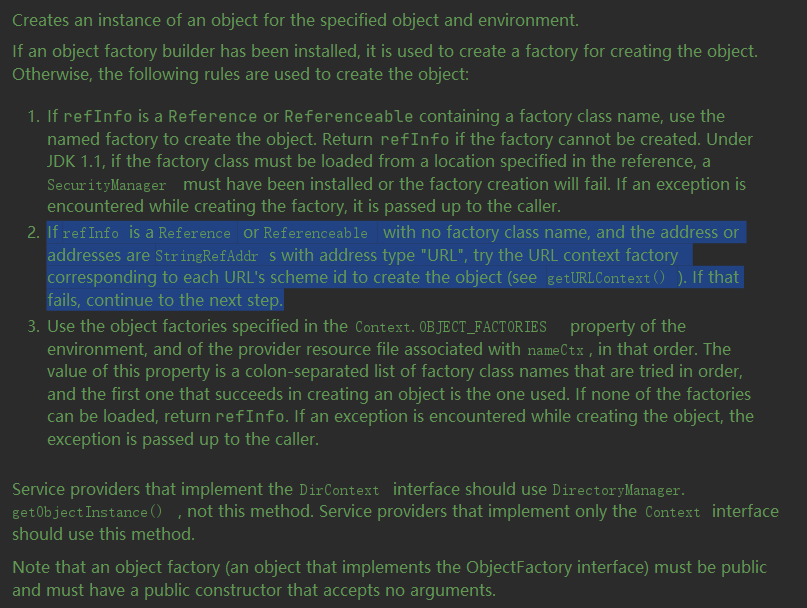 Creates an instance of an object for the specified object and environment.
If an object factory builder has been installed, it is used to create a factory for creating the object.
Otherwise, the following rules are used to create the object:
1. If refInfo is a Reference or Referenceable containing a factory class name, use the
named factory to create the object. Return refInfo if the factory cannot be created. Under
JDK 1.1, if the factory class must be loaded from a location specified in the reference, a
SecurityManager must have been installed or the factory creation will fail. If an exception is
encountered while creating the factory, it is passed up to the caller.
2. If refInfo is a Reference or Referenceable with no factory class name, and the address or
addresses are StringRefAddr s with address type "URL", try the URL context factory
corresponding to each URL's scheme id to create the object (see getURLContext() ). If that
fails, continue to the next step.
3. Use the object factories specified in the Context.OBJECT_FACTORIES property of the
environment, and of the provider resource file associated with nameCtx , in that order. The
value of this property is a colon-separated list of factory class names that are tried in order,
and the first one that succeeds in creating an object is the one used. If none of the factories
can be loaded, return refInfo. If an exception is encountered while creating the object, the
exception is passed up to the caller.
Service providers that implement the DirContext interface should use DirectoryManager.
getObjectInstance() , not this method. Service providers that implement only the Context interface
should use this method.
Note that an object factory (an object that implements the ObjectFactory interface) must be public
and must have a public constructor that accepts no arguments.